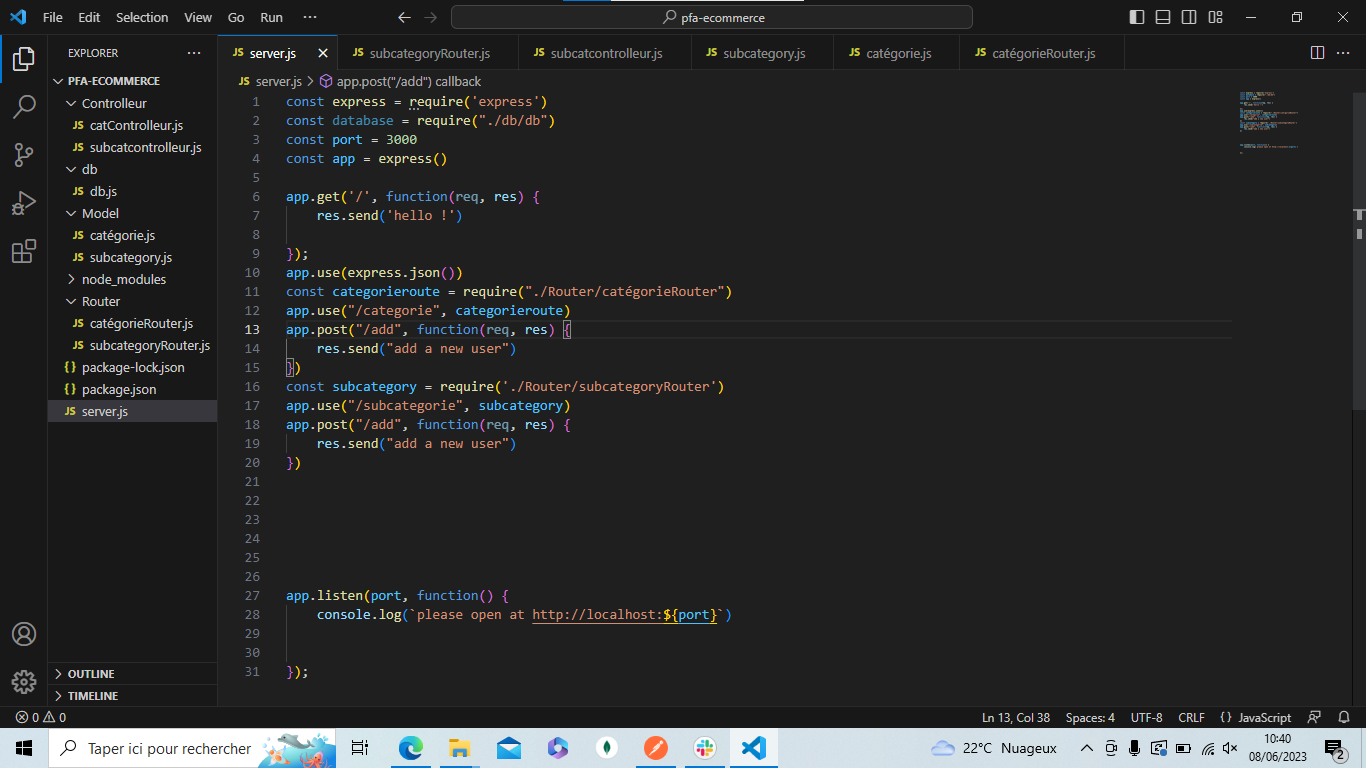 File Edit Selection View Go Run ···
pfa-ecommerce
EXPLORER ···
PFA-ECOMMERCE
Controlleur
JS catControlleur.js
JS subcatcontrolleur.js
db
JS db.js
Model
JS catégorie.js
JS subcategory.js
node_modules
Router
JS catégorieRouter.js
JS subcategoryRouter.js
{} package-lock.json
{} package.json
JS server.js
OUTLINE
TIMELINE
JS server.js JS subcategoryRouter.js JS subcatcontrolleur.js JS subcategory.js JS catégorie.js JS catégorieRouter.js ···
JS server.js > app.post("/add") callback
1 const express = require('express')
2 const database = require("./db/db")
3 const port = 3000
4 const app = express()
5
6 app.get('/', function(req, res) {
7 res.send('hello !')
8
9 });
10 app.use(express.json())
11 const categorieroute = require("./Router/catégorieRouter")
12 app.use("/categorie", categorieroute)
13 app.post("/add", function(req, res) {
14 res.send("add a new user")
15 })
16 const subcategory = require('./Router/subcategoryRouter')
17 app.use("/subcategorie", subcategory)
18 app.post("/add", function(req, res) {
19 res.send("add a new user")
20 })
21
22
23
24
25
26
27 app.listen(port, function() {
28 console.log(`please open at http://localhost:${port}`)
29
30
31 });
0 0 Ln 13, Col 38 Spaces: 4 UTF-8 CRLF {} JavaScript
Taper ici pour rechercher 22°C Nuageux 10:40
08/06/2023 2